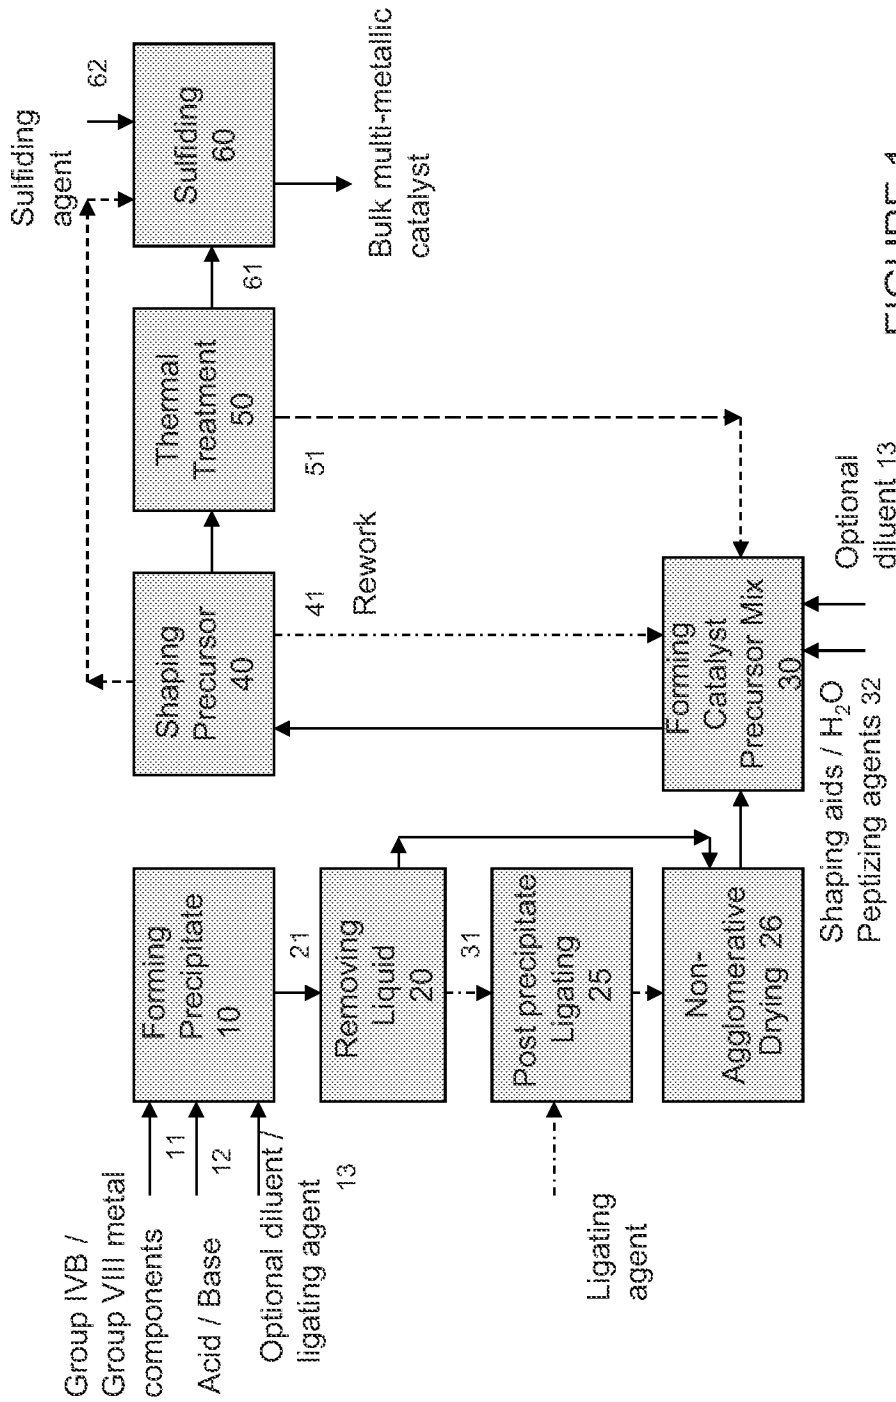 Group IVB /
Group VIII metal
components
11
Acid / Base
12
Optional diluent /
ligating agent
13
Forming
Precipitate
10
21
Removing
Liquid
20
31
Ligating
agent
Post precipitate
Ligating
25
Non-
Agglomerative
Drying 26
Shaping aids / H₂O
Peptizing agents 32
Optional
diluent 13
Forming
Catalyst
Precursor Mix
30
Shaping
Precursor
40
41
Rework
Thermal
Treatment
50
51
61
Sulfiding
agent
62
Sulfiding
60
Bulk multi-metallic
catalyst
FIGURE 1